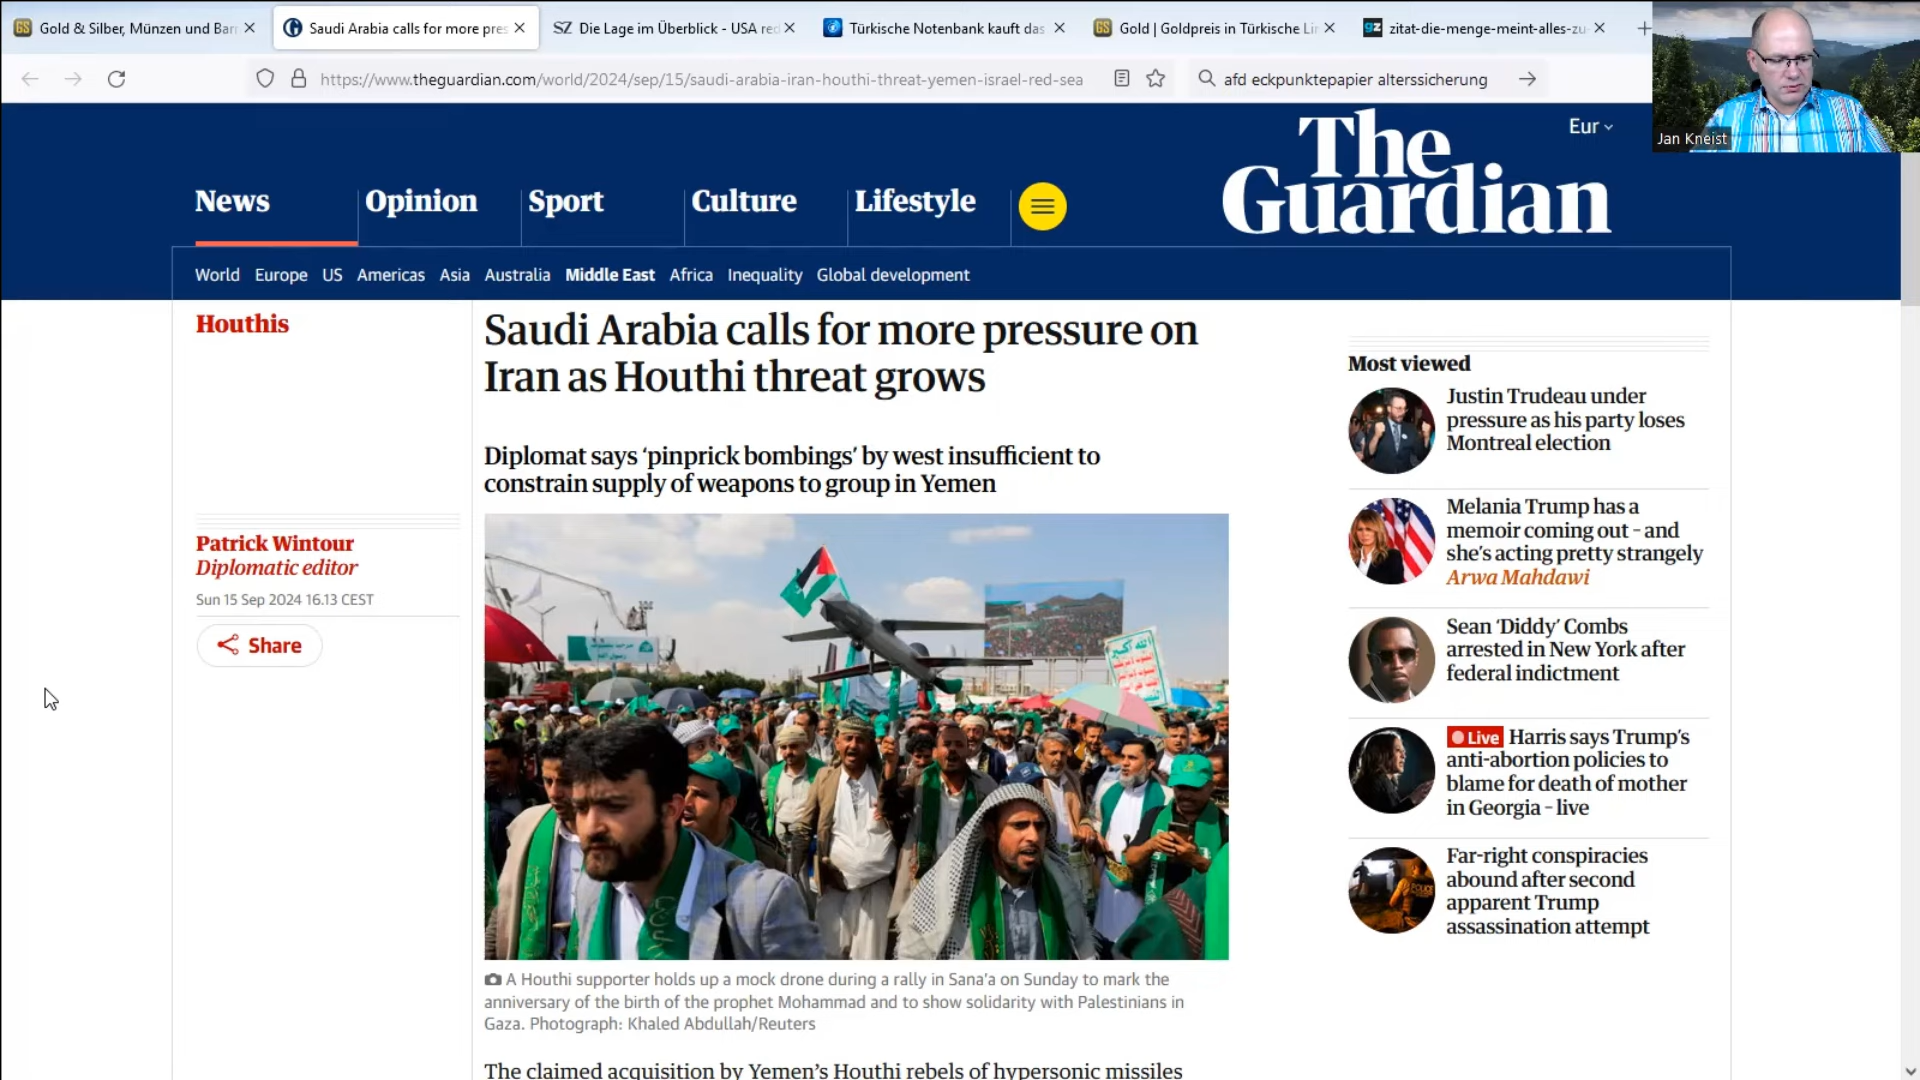 Gold & Silber, Münzen und Bar
Saudi Arabia calls for more pres
SZ Die Lage im Überblick - USA red
Türkische Notenbank kauft das
Gold | Goldpreis in Türkische Lir
gz zitat-die-menge-meint-alles-zu
https://www.theguardian.com/world/2024/sep/15/saudi-arabia-iran-houthi-threat-yemen-israel-red-sea
afd eckpunktepapier alterssicherung
Jan Kneist
Eur
The
Guardian
News
Opinion
Sport
Culture
Lifestyle
World Europe US Americas Asia Australia Middle East Africa Inequality Global development
Houthis
Saudi Arabia calls for more pressure on
Iran as Houthi threat grows
Diplomat says ‘pinprick bombings’ by west insufficient to
constrain supply of weapons to group in Yemen
Patrick Wintour
Diplomatic editor
Sun 15 Sep 2024 16.13 CEST
Share
A Houthi supporter holds up a mock drone during a rally in Sana’a on Sunday to mark the
anniversary of the birth of the prophet Mohammad and to show solidarity with Palestinians in
Gaza. Photograph: Khaled Abdullah/Reuters
The claimed acquisition by Yemen’s Houthi rebels of hypersonic missiles
Most viewed
Justin Trudeau under
pressure as his party loses
Montreal election
Melania Trump has a
memoir coming out – and
she’s acting pretty strangely
Arwa Mahdawi
Sean ‘Diddy’ Combs
arrested in New York after
federal indictment
Live Harris says Trump’s
anti-abortion policies to
blame for death of mother
in Georgia – live
Far-right conspiracies
abound after second
apparent Trump
assassination attempt